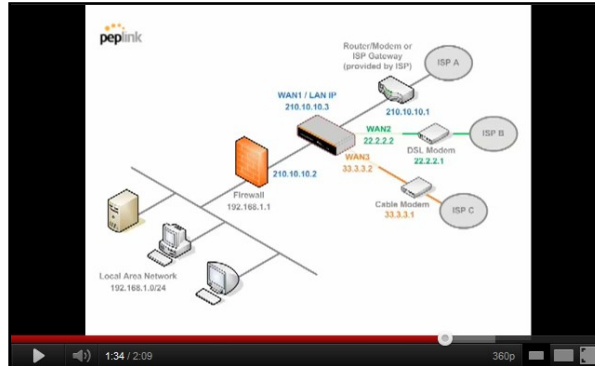 peplink
Router/Modem or
ISP Gateway
(provided by ISP)
ISP A
WAN1 / LAN IP
210.10.10.3
210.10.10.1
WAN2
22.2.2.2
ISP B
DSL Modem
22.2.2.1
WAN3
33.3.3.2
210.10.10.2
Firewall
192.168.1.1
Cable Modem
33.3.3.1
ISP C
Local Area Network
192.168.1.0/24
1:34 / 2:09
360p